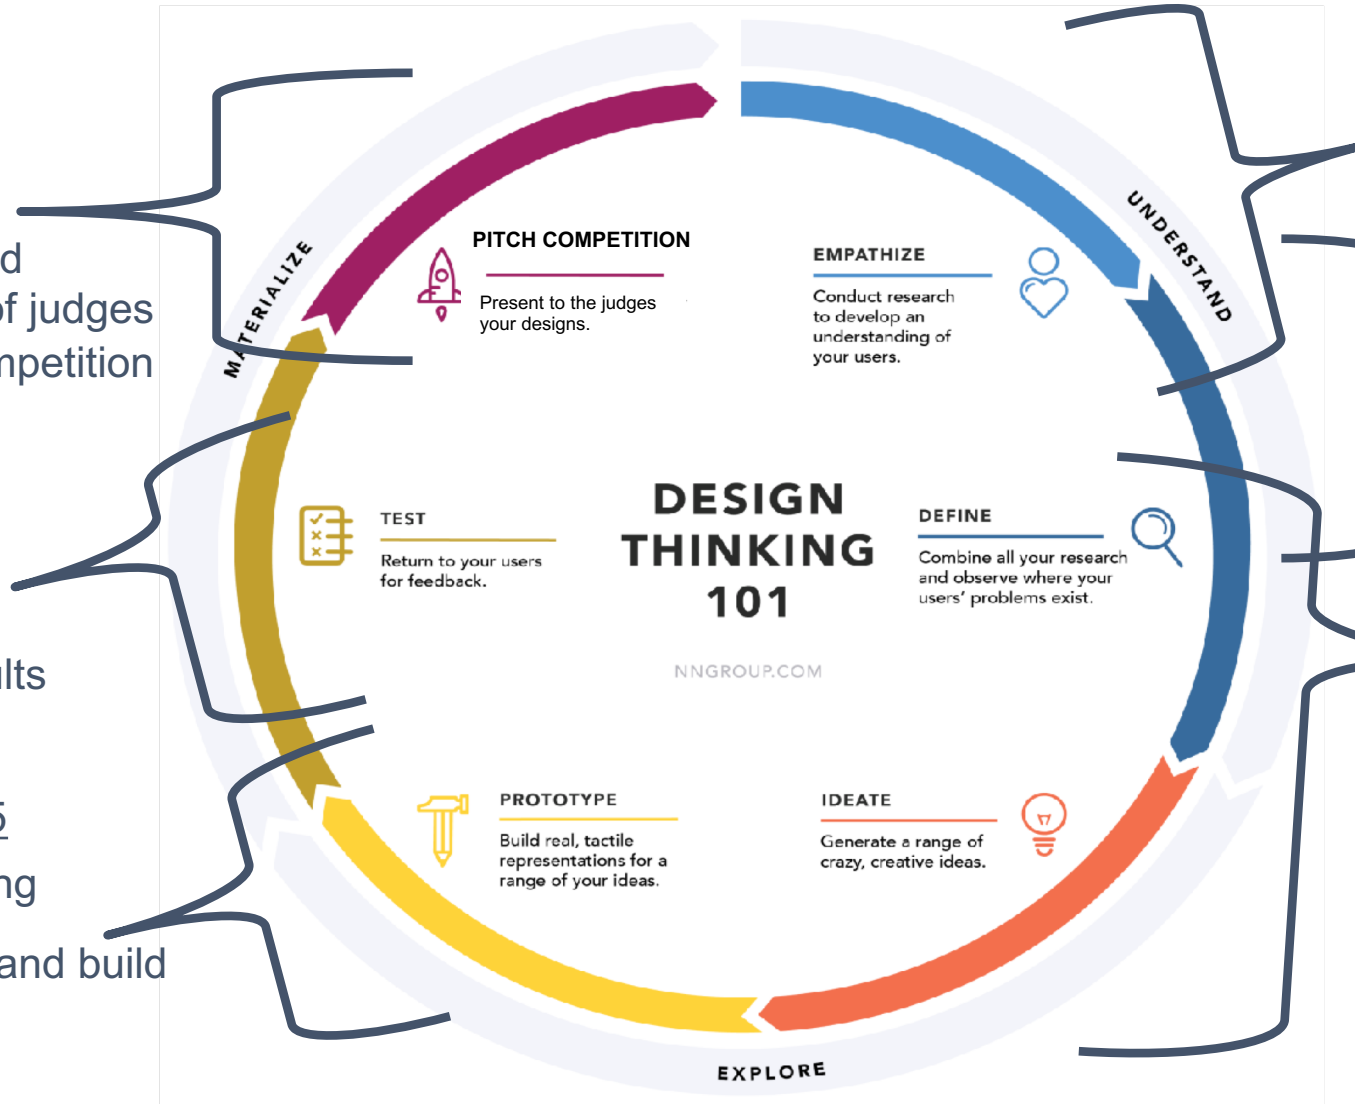 PITCH COMPETITION
Present to the judges
your designs.
EMPATHIZE
Conduct research
to develop an
understanding of
your users.
UNDERSTAND
MATERIALIZE
of judges
TEST
Return to your users
for feedback.
DESIGN
THINKING
101
NNGROUP.COM
DEFINE
Combine all your research
and observe where your
users' problems exist.
PROTOTYPE
Build real, tactile
representations for a
range of your ideas.
IDEATE
Generate a range of
crazy, creative ideas.
5
and build
EXPLORE